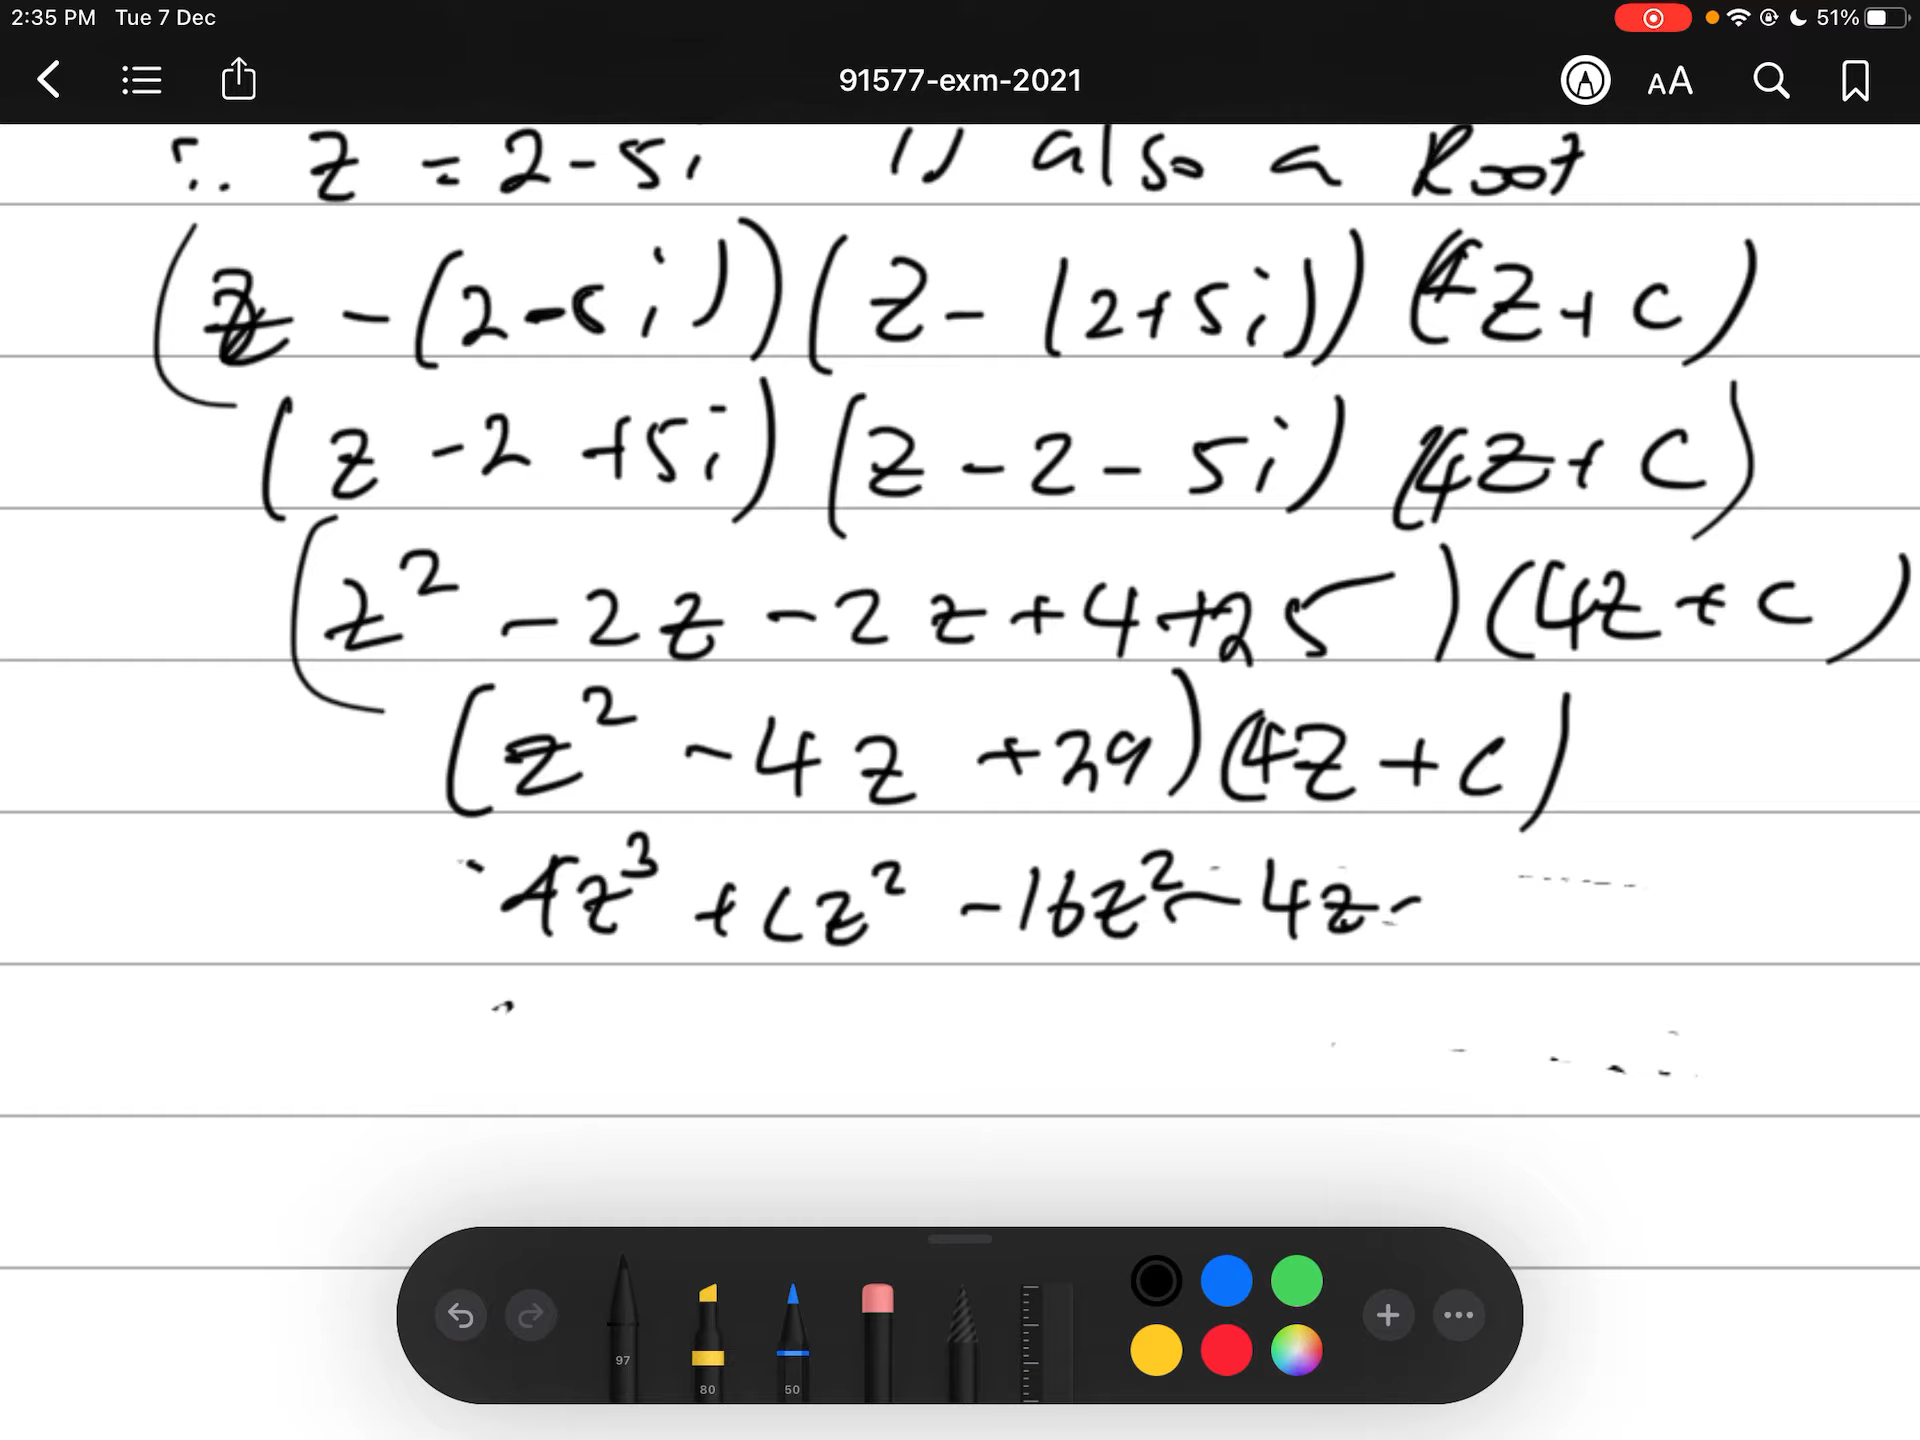 2:35 PM Tue 7 Dec 51%
91577-exm-2021 AA
∴ z = 2-5i is also a Root
(z - (2-5i))(z - (2+5i))(4z+c)
(z -2 +5i)(z -2 - 5i)(4z+c)
(z² -2z -2z +4 +25)(4z+c)
(z² -4z +29)(4z+c)
4z³ +cz² -16z² -4z-
97 80 50